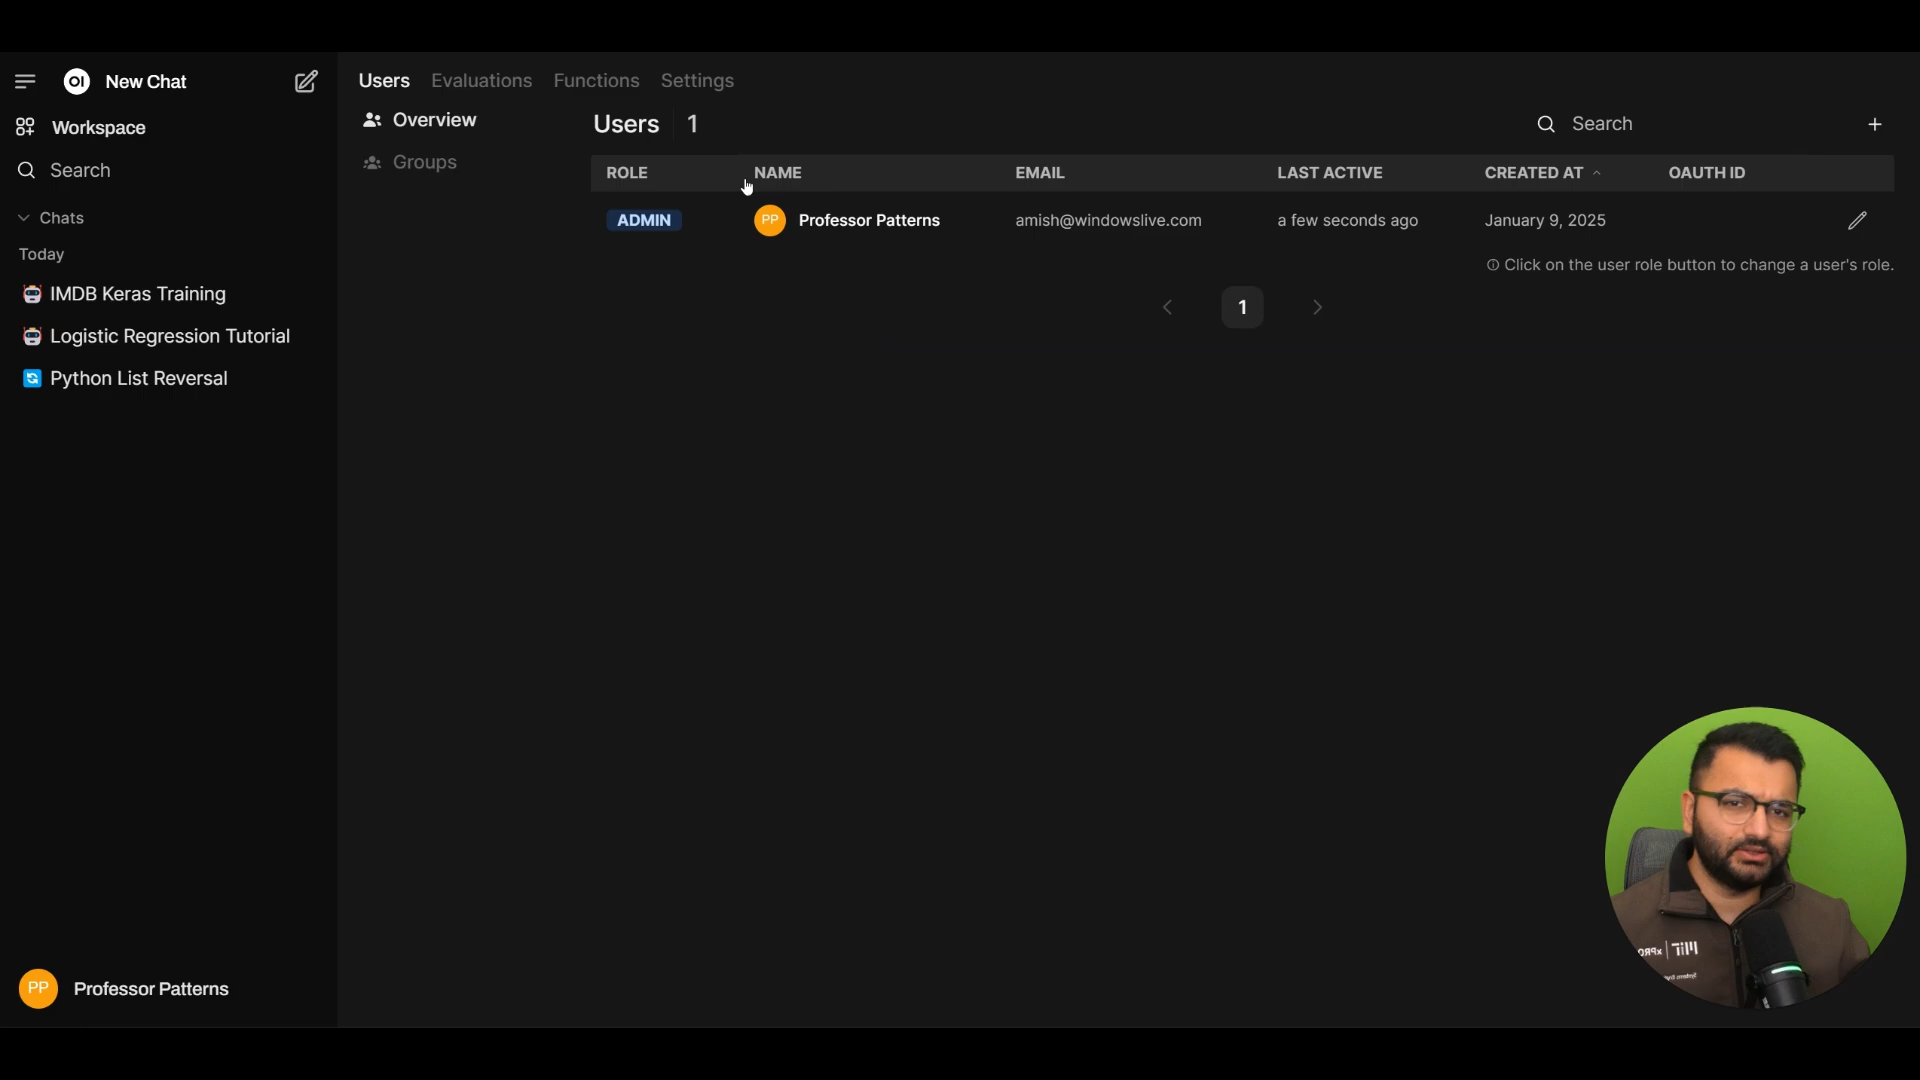 OI New Chat
Workspace
Search
Chats
Today
IMDB Keras Training
Logistic Regression Tutorial
Python List Reversal
PP Professor Patterns
Users Evaluations Functions Settings
Overview
Groups
Users 1
Search
ROLE NAME EMAIL LAST ACTIVE CREATED AT OAUTH ID
ADMIN PP Professor Patterns amish@windowslive.com a few seconds ago January 9, 2025
Click on the user role button to change a user's role.
1